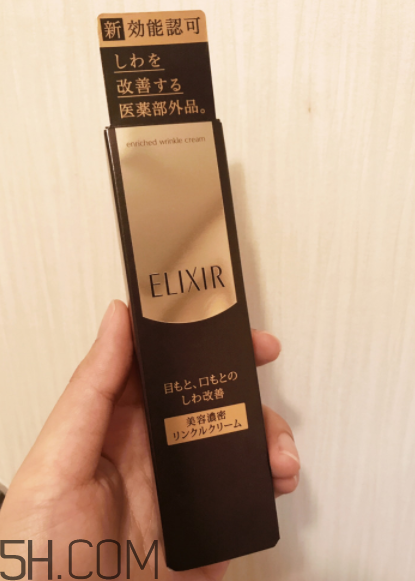 新 効能認可
しわを
改善する
医薬部外品。
enriched wrinkle cream
ELIXIR
目もと、口もとの
しわ改善
美容濃密
リンクルクリーム
5H.COM